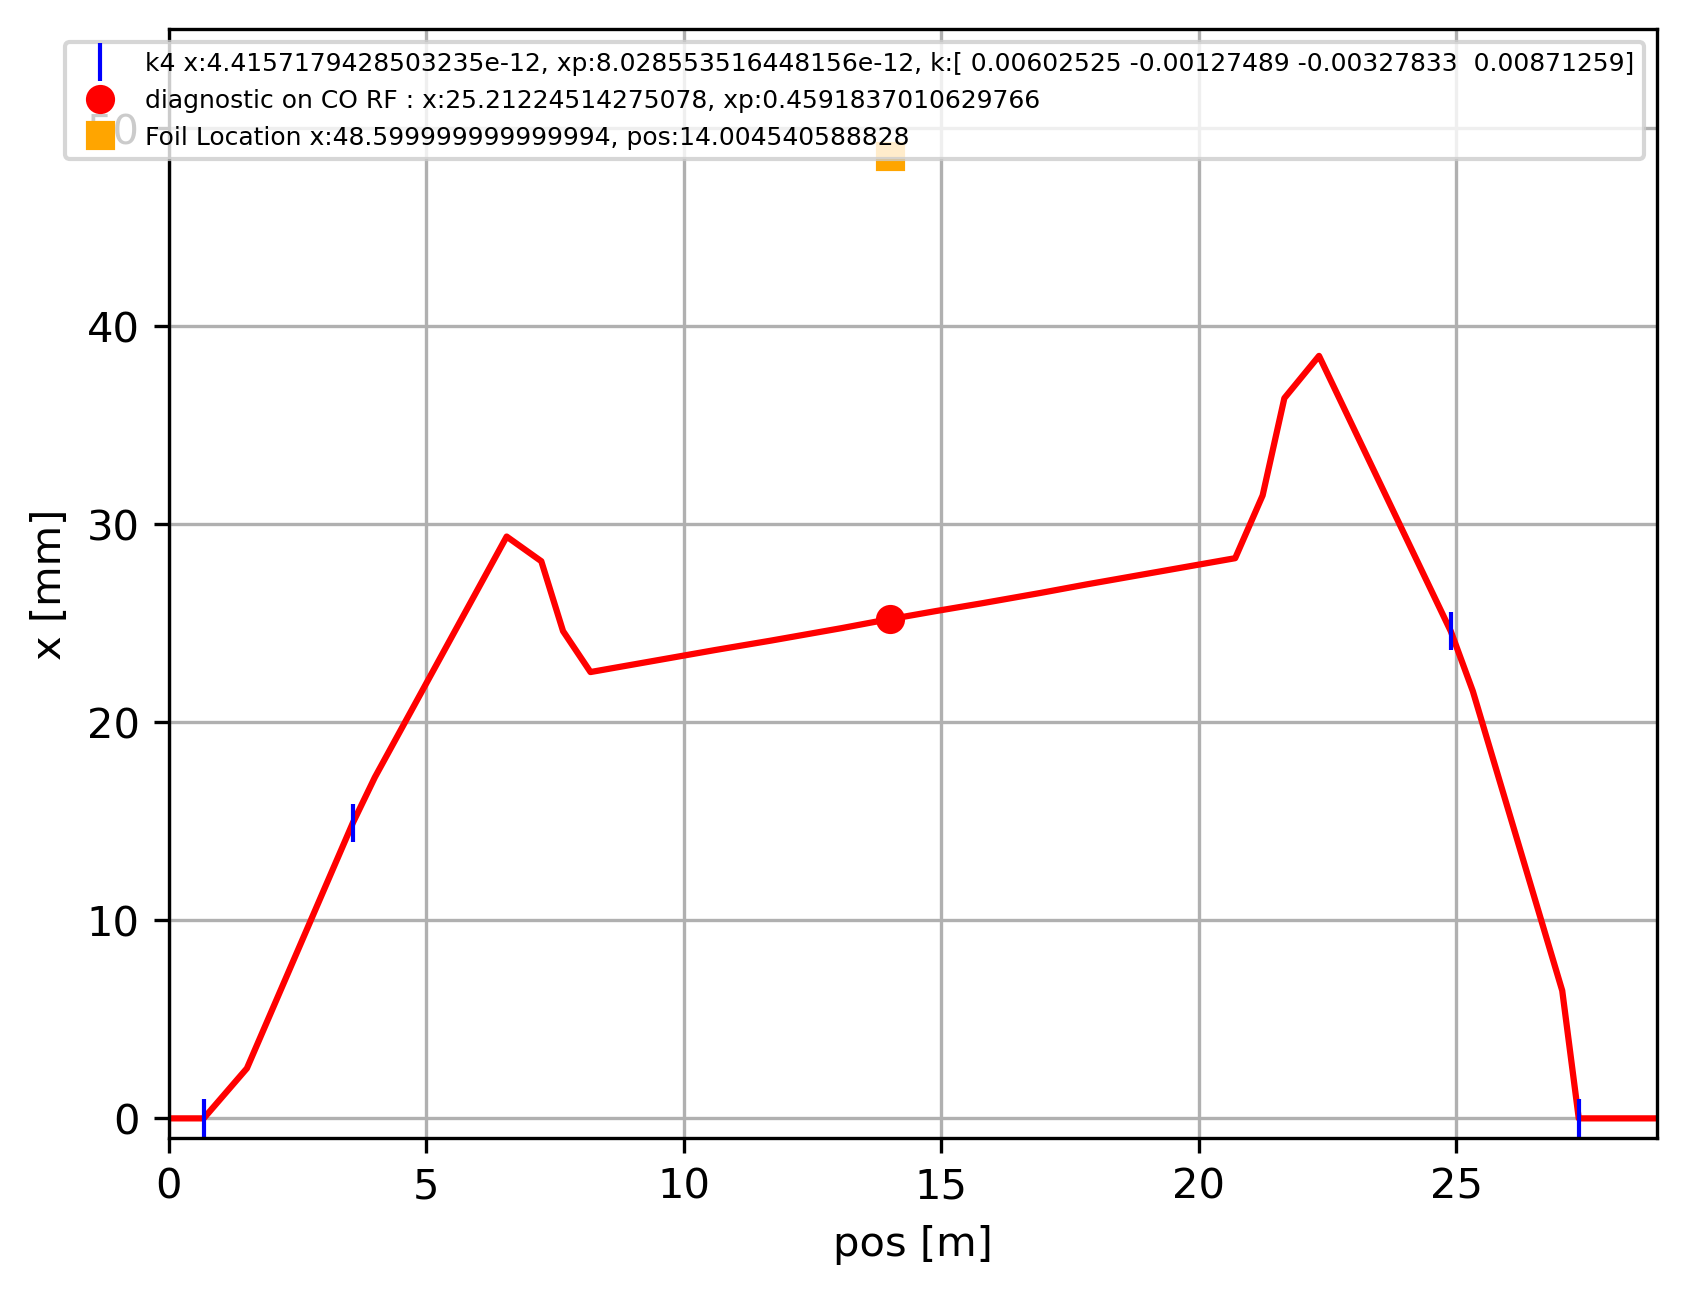 k4 x:4.4157179428503235e-12, xp:8.028553516448156e-12, k:[ 0.00602525 -0.00127489 -0.00327833  0.00871259]
diagnostic on CO RF : x:25.21224514275078, xp:0.4591837010629766
Foil Location x:48.599999999999994, pos:14.004540588828
50
40
30
20
10
0
x [mm]
0 5 10 15 20 25
pos [m]